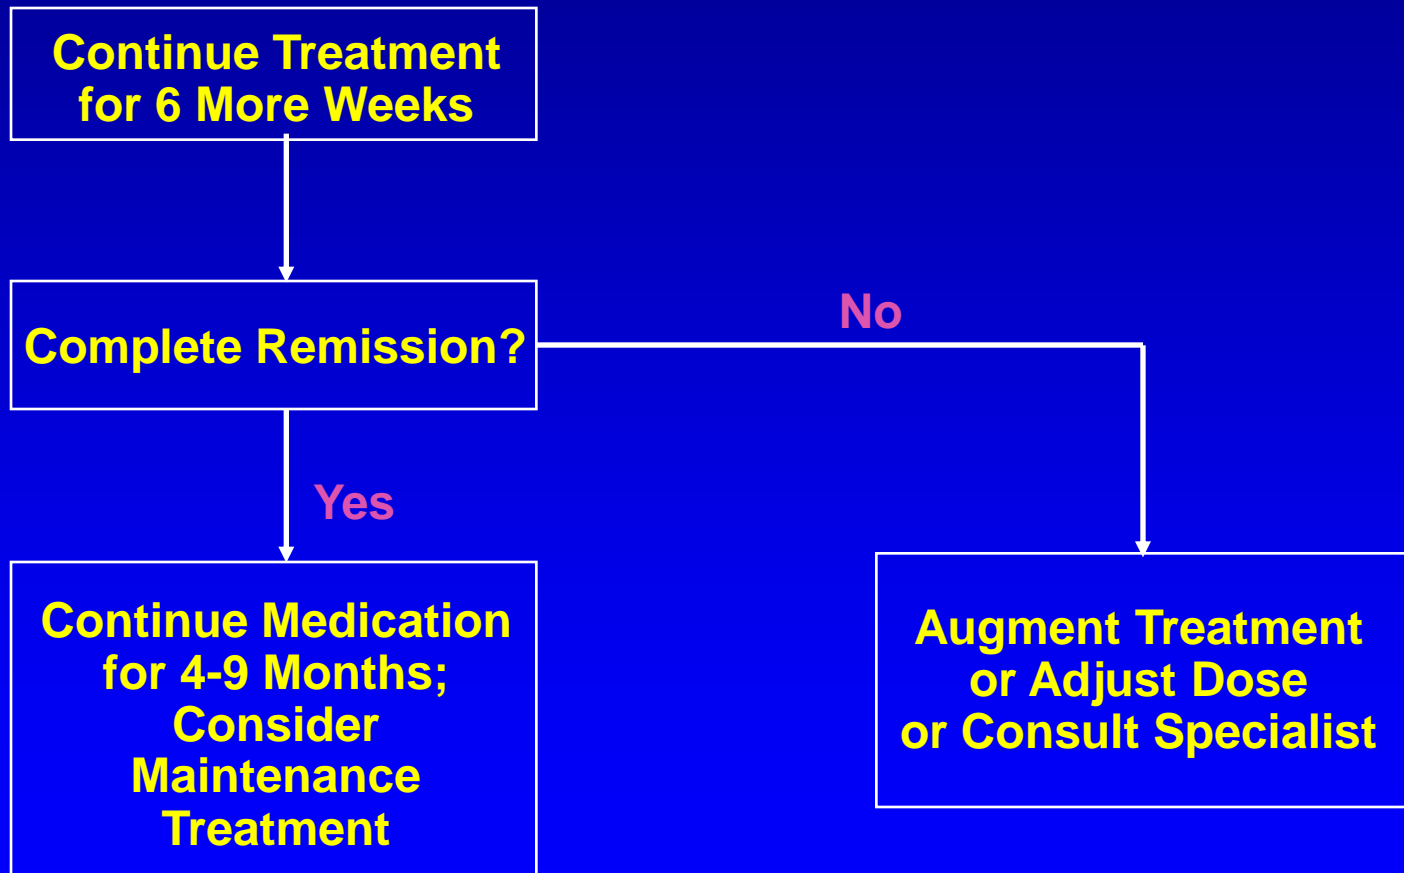 Continue Treatment
for 6 More Weeks
Complete Remission?
No
Yes
Continue Medication
for 4-9 Months;
Consider
Maintenance
Treatment
Augment Treatment
or Adjust Dose
or Consult Specialist